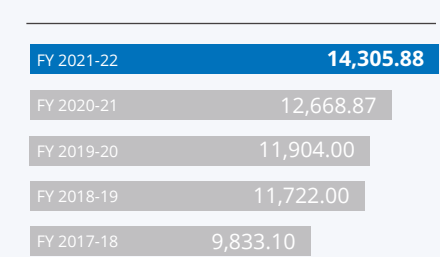 FY 2021-22 14,305.88
FY 2020-21 12,668.87
FY 2019-20 11,904.00
FY 2018-19 11,722.00
FY 2017-18 9,833.10